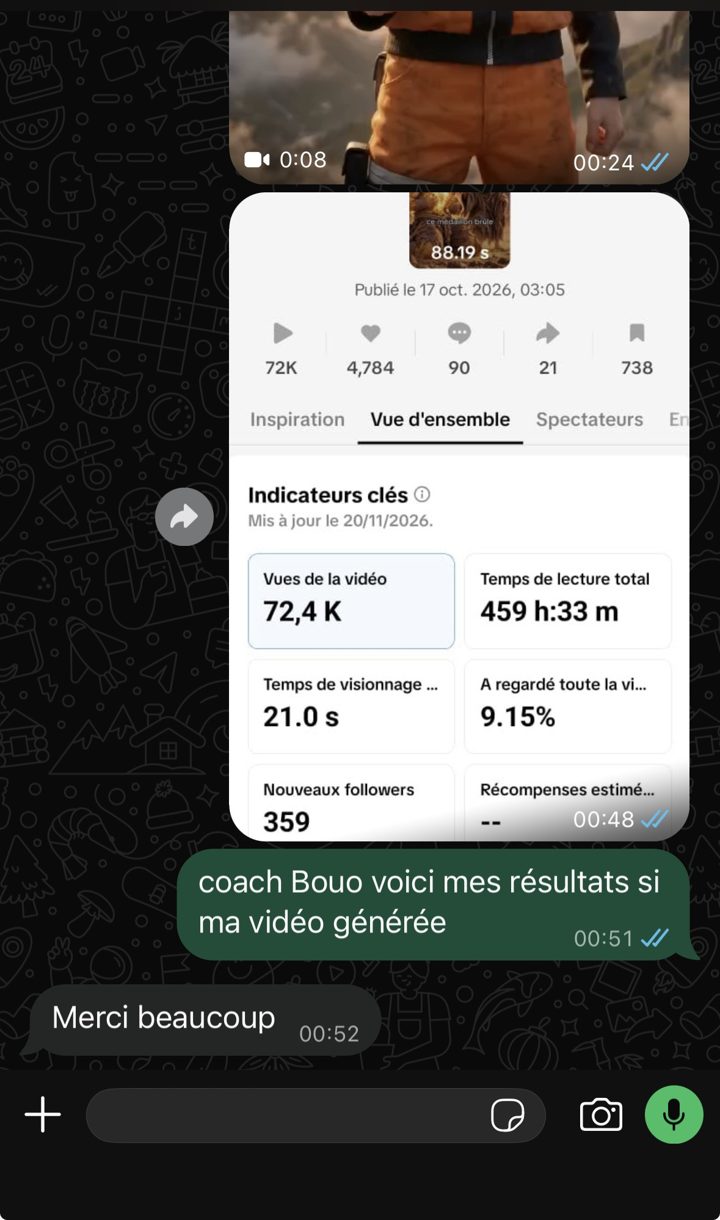 0:08
00:24
ce médaillon brûle
88.19 s
Publié le 17 oct. 2026, 03:05
72K 4,784 90 21 738
Inspiration Vue d'ensemble Spectateurs En
Indicateurs clés
Mis à jour le 20/11/2026.
Vues de la vidéo Temps de lecture total
72,4 K 459 h:33 m
Temps de visionnage ... A regardé toute la vi...
21.0 s 9.15%
Nouveaux followers Récompenses estimé...
359 -- 00:48
coach Bouo voici mes résultats si
ma vidéo générée
00:51
Merci beaucoup
00:52